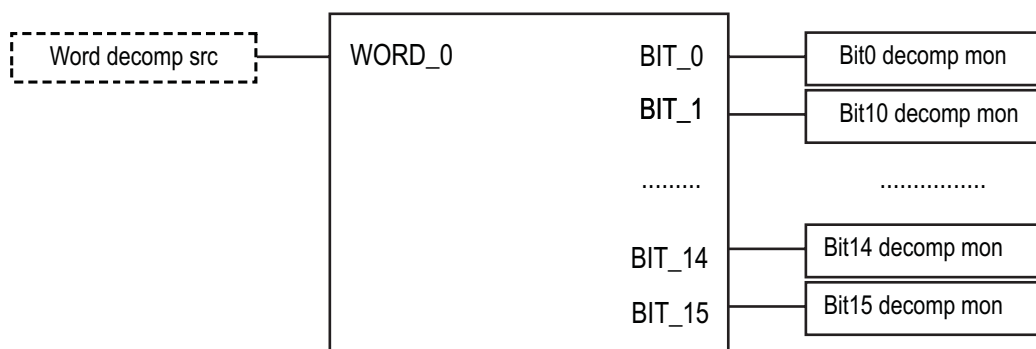 Word decomp src
WORD_0
BIT_0
Bit0 decomp mon
BIT_1
Bit10 decomp mon
......... ................
BIT_14
Bit14 decomp mon
BIT_15
Bit15 decomp mon